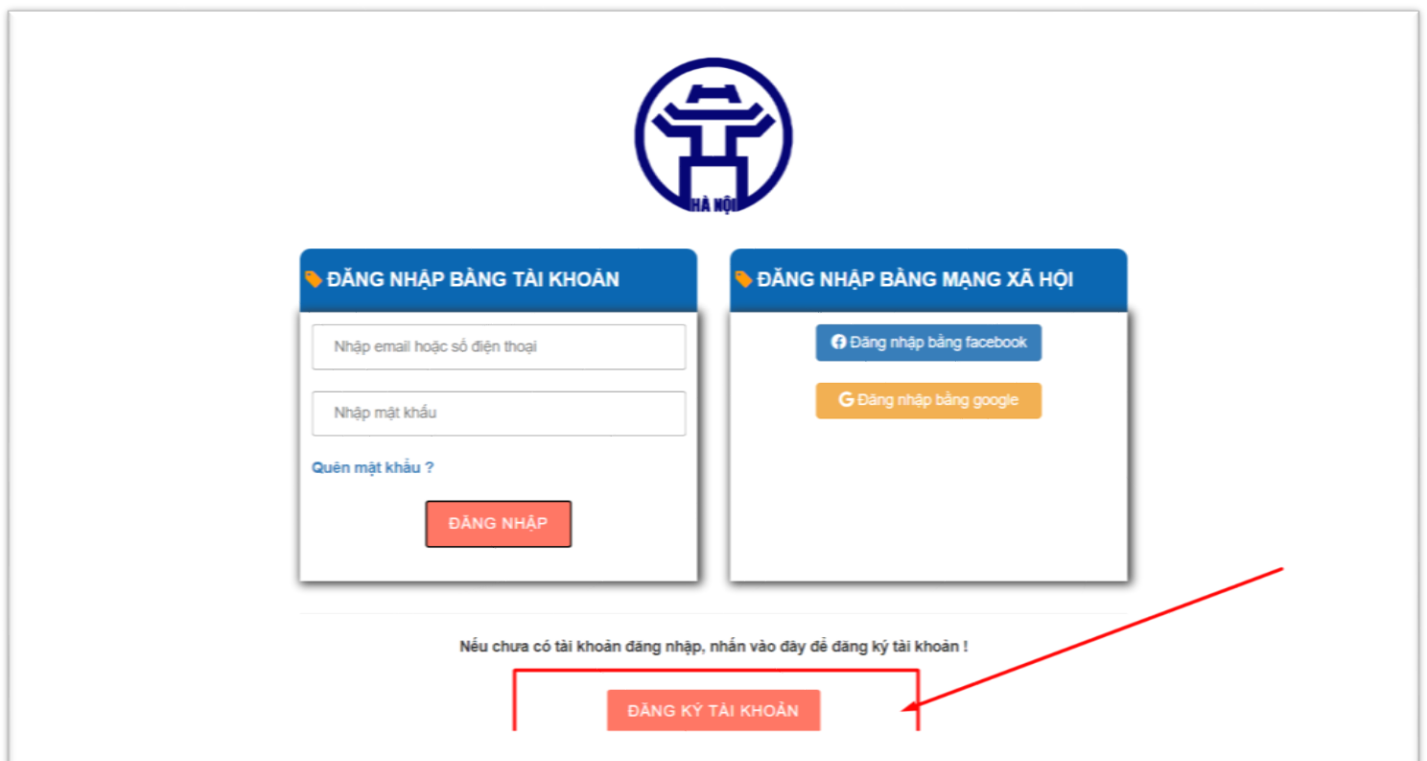 HÀ NỘI
ĐĂNG NHẬP BẰNG TÀI KHOẢN
Nhập email hoặc số điện thoại
Nhập mật khẩu
Quên mật khẩu ?
ĐĂNG NHẬP
ĐĂNG NHẬP BẰNG MẠNG XÃ HỘI
Đăng nhập bằng facebook
Đăng nhập bằng google
Nếu chưa có tài khoản đăng nhập, nhấn vào đây để đăng ký tài khoản !
ĐĂNG KÝ TÀI KHOẢN